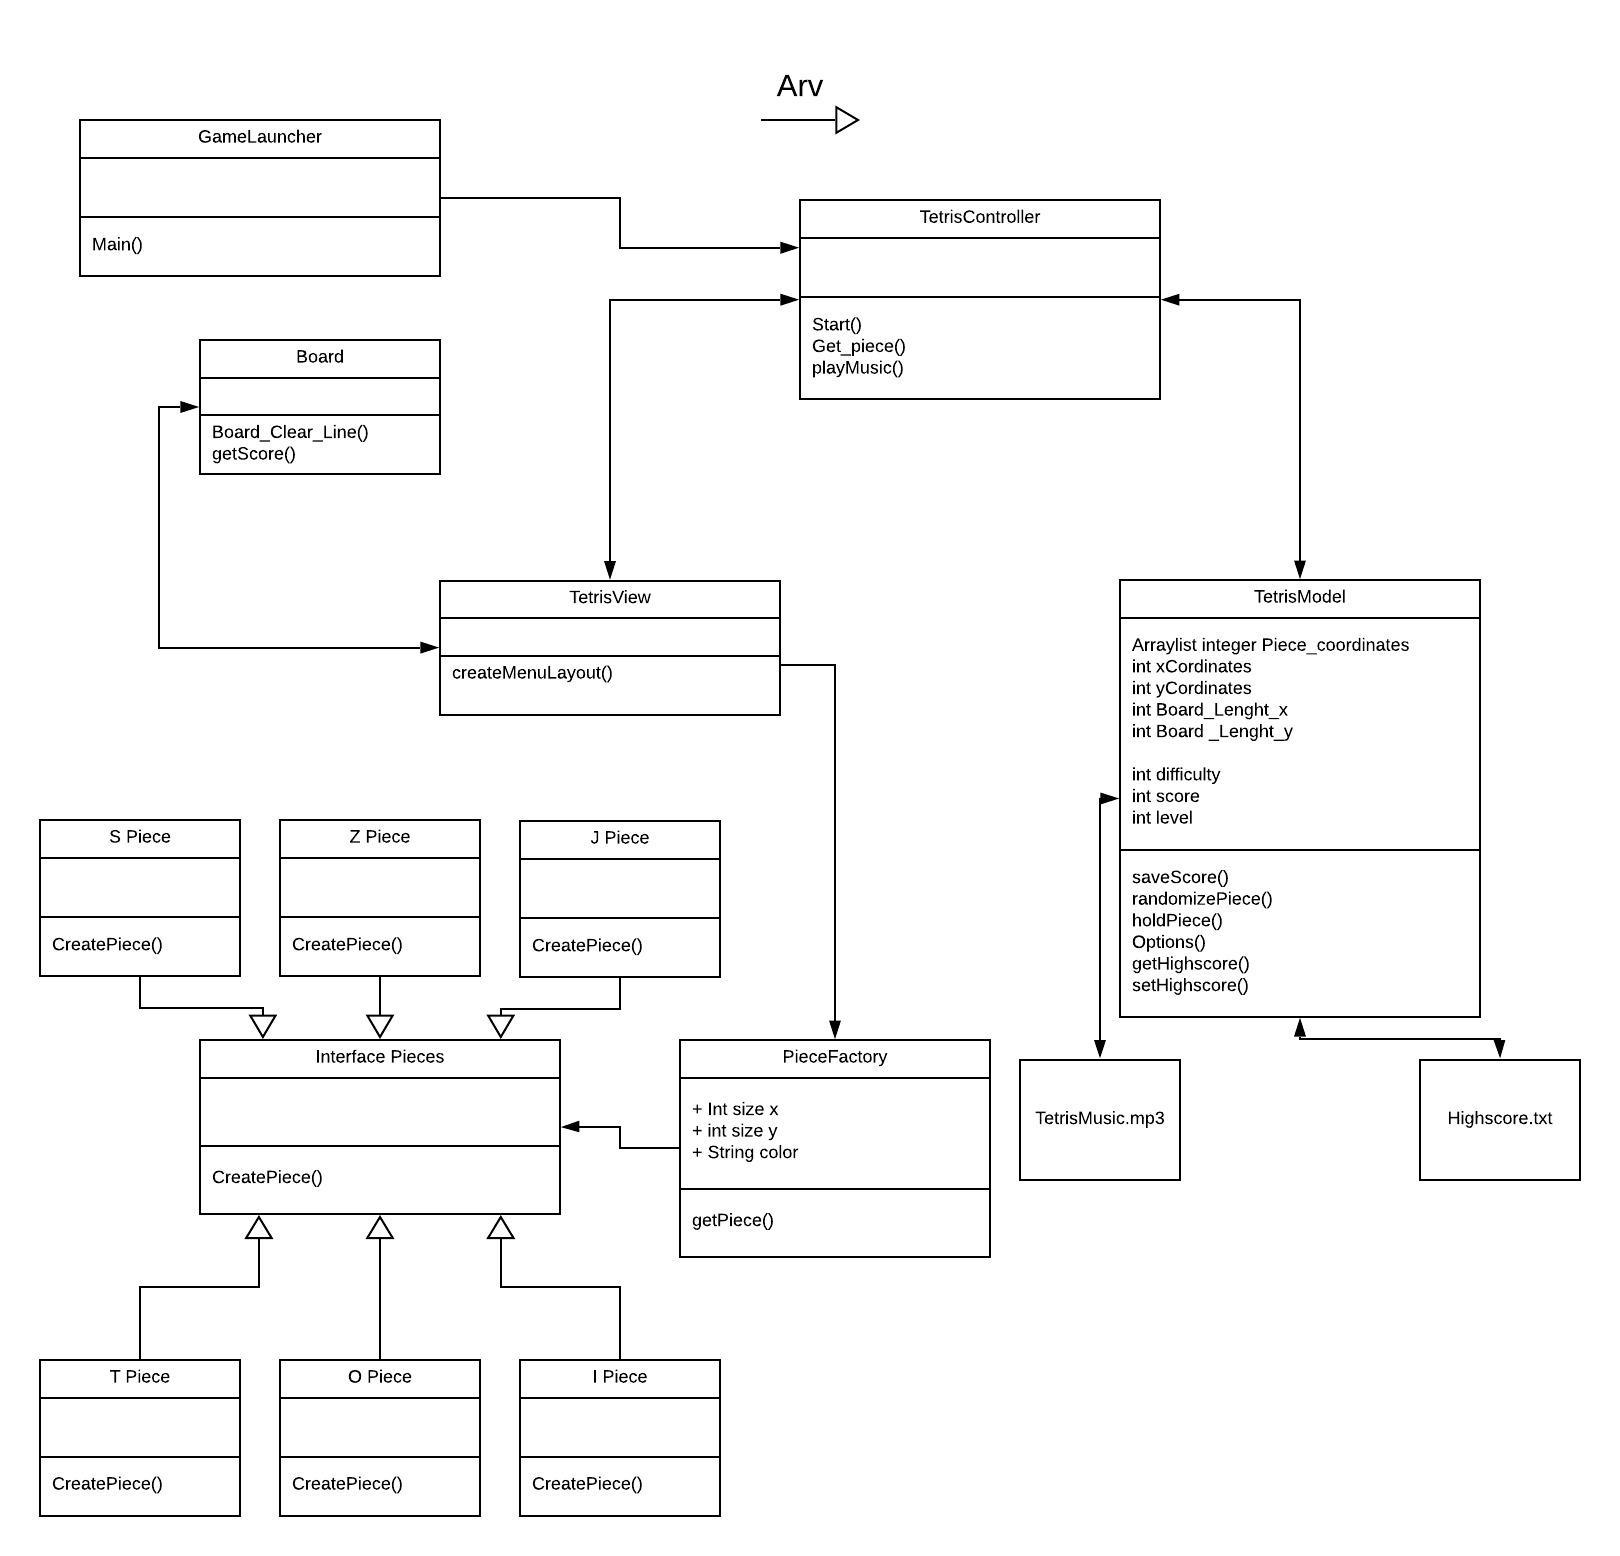 Arv
GameLauncher
Main()
TetrisController
Start()
Get_piece()
playMusic()
Board
Board_Clear_Line()
getScore()
TetrisView
createMenuLayout()
TetrisModel
Arraylist integer Piece_coordinates
int xCordinates
int yCordinates
int Board_Lenght_x
int Board _Lenght_y
int difficulty
int score
int level
saveScore()
randomizePiece()
holdPiece()
Options()
getHighscore()
setHighscore()
S Piece
CreatePiece()
Z Piece
CreatePiece()
J Piece
CreatePiece()
Interface Pieces
CreatePiece()
PieceFactory
+ Int size x
+ int size y
+ String color
getPiece()
TetrisMusic.mp3
Highscore.txt
T Piece
CreatePiece()
O Piece
CreatePiece()
I Piece
CreatePiece()